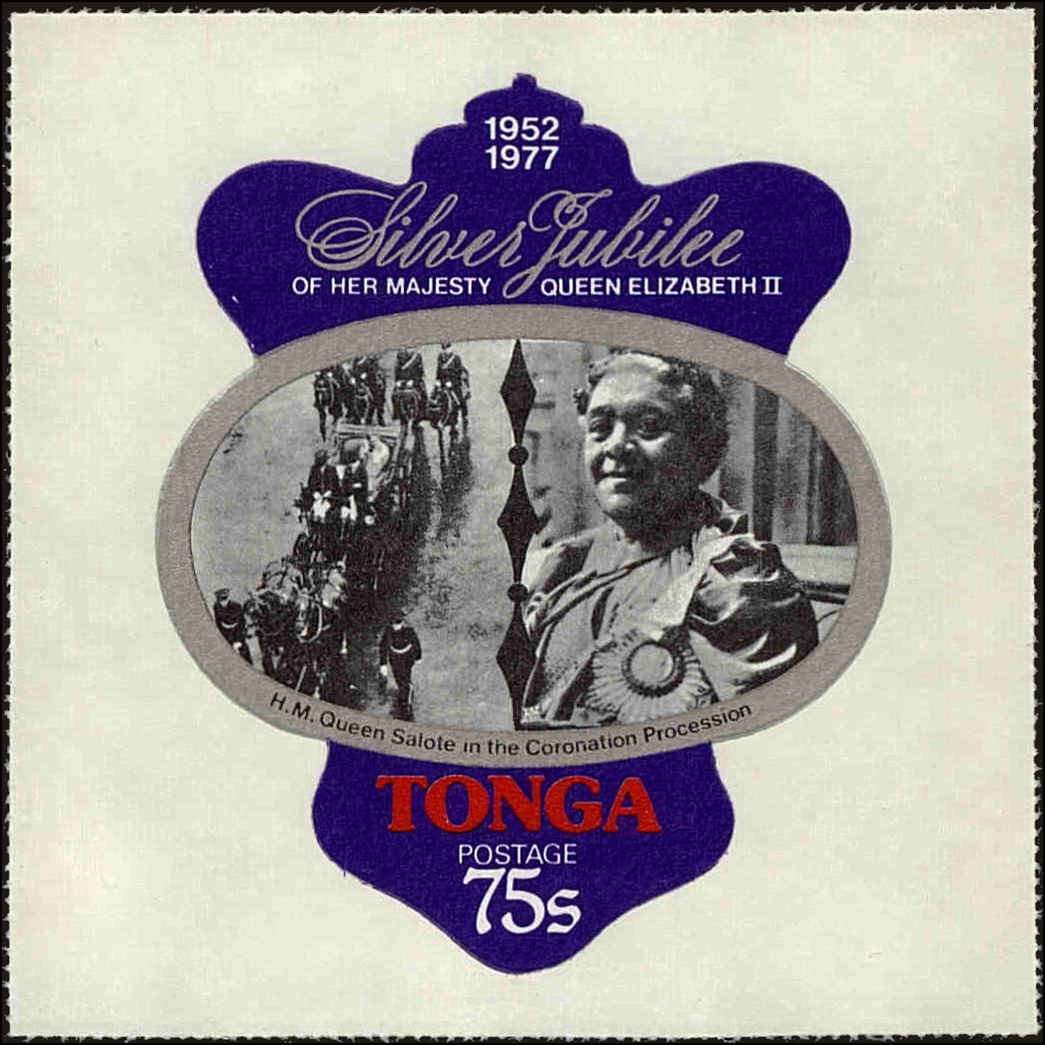 1952
1977
Silver Jubilee
OF HER MAJESTY QUEEN ELIZABETH II
H.M. Queen Salote in the Coronation Procession
TONGA
POSTAGE
75s